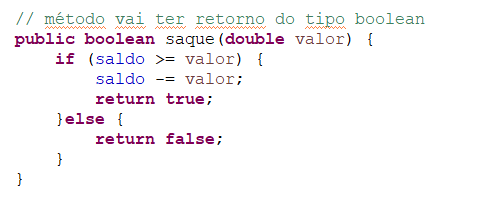 // método vai ter retorno do tipo boolean
public boolean saque(double valor) {
    if (saldo >= valor) {
        saldo -= valor;
        return true;
    }else {
        return false;
    }
}